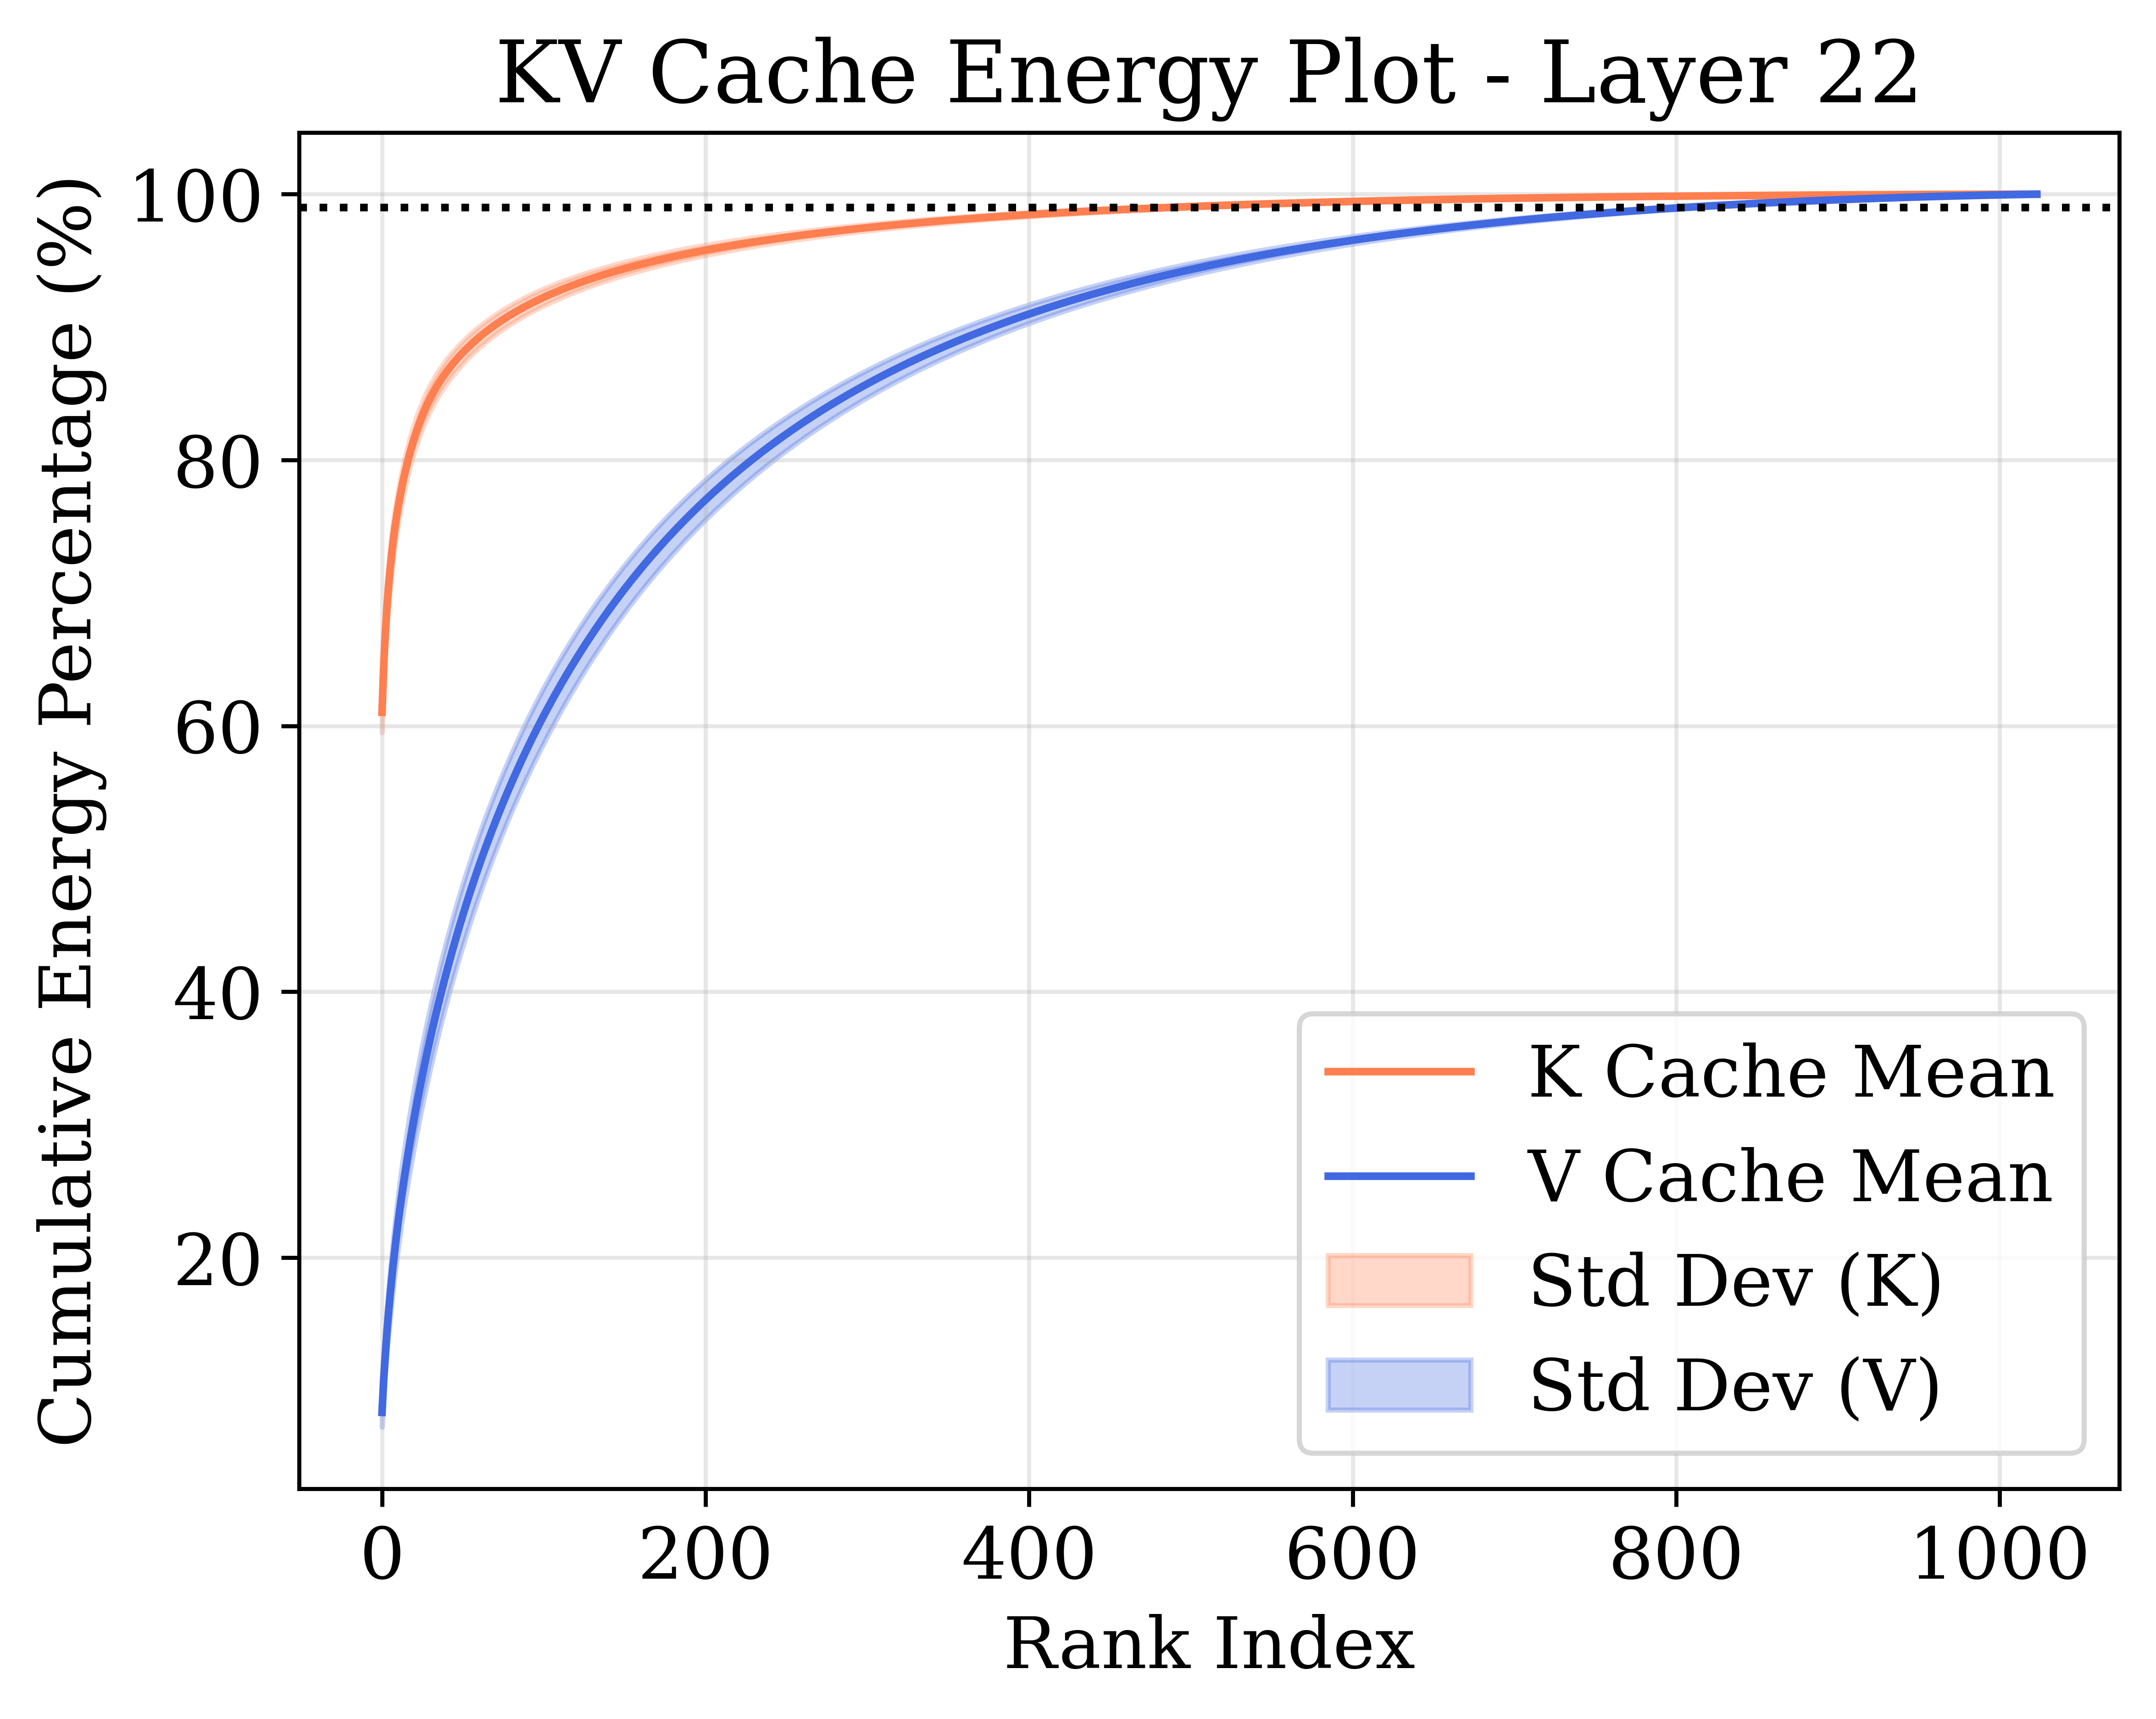 KV Cache Energy Plot - Layer 22
Cumulative Energy Percentage (%)
100
80
60
40
20
K Cache Mean
V Cache Mean
Std Dev (K)
Std Dev (V)
0 200 400 600 800 1000
Rank Index